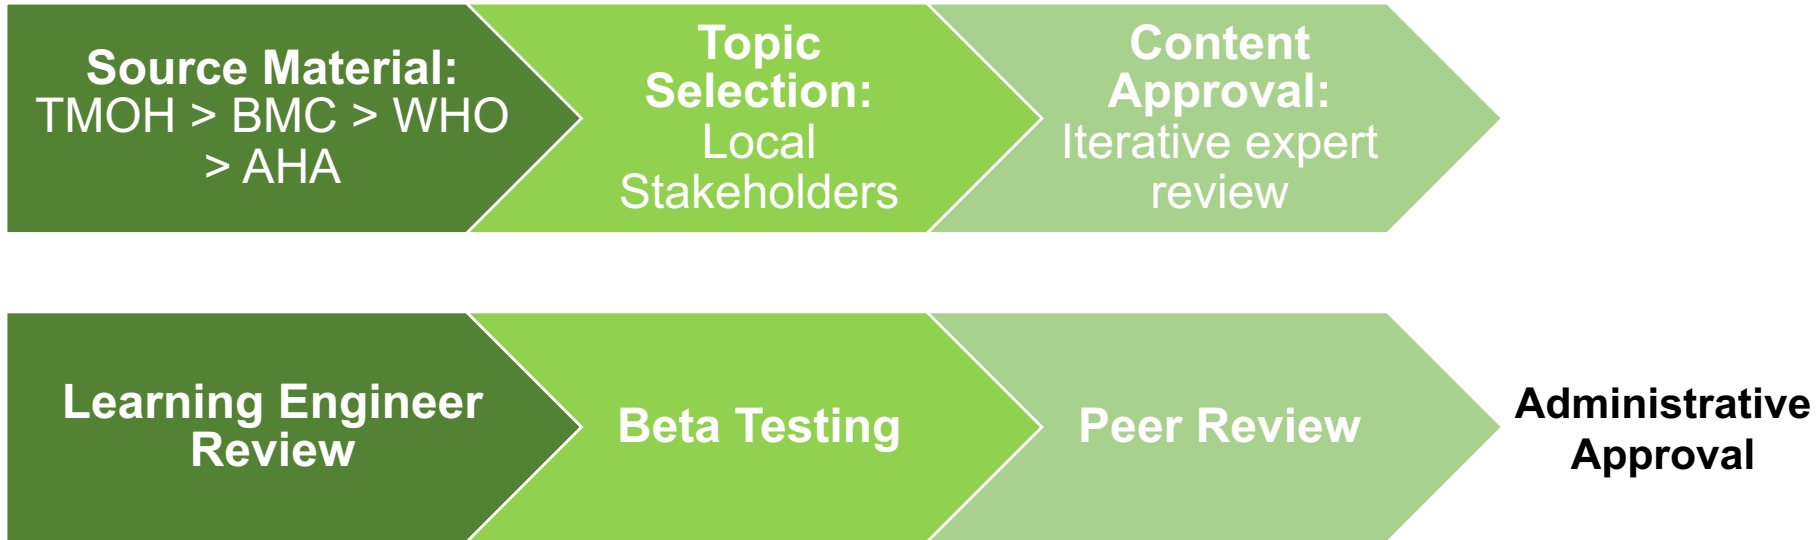 Source Material:
TMOH > BMC > WHO
> AHA
Topic
Selection:
Local
Stakeholders
Content
Approval:
Iterative expert
review
Learning Engineer
Review
Beta Testing
Peer Review
Administrative
Approval